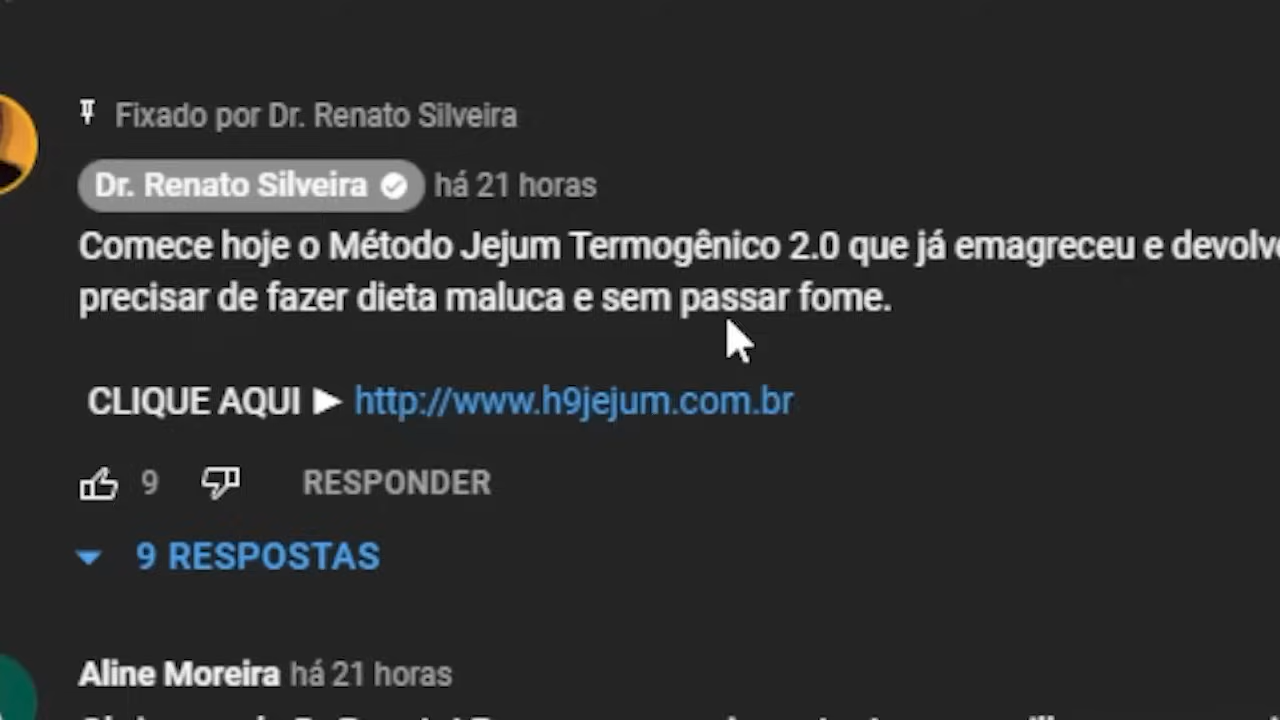 Fixado por Dr. Renato Silveira
Dr. Renato Silveira há 21 horas
Comece hoje o Método Jejum Termogênico 2.0 que já emagreceu e
precisar de fazer dieta maluca e sem passar fome.
CLIQUE AQUI ▶ http://www.h9jejum.com.br
9 RESPONDER
9 RESPOSTAS
Aline Moreira há 21 horas